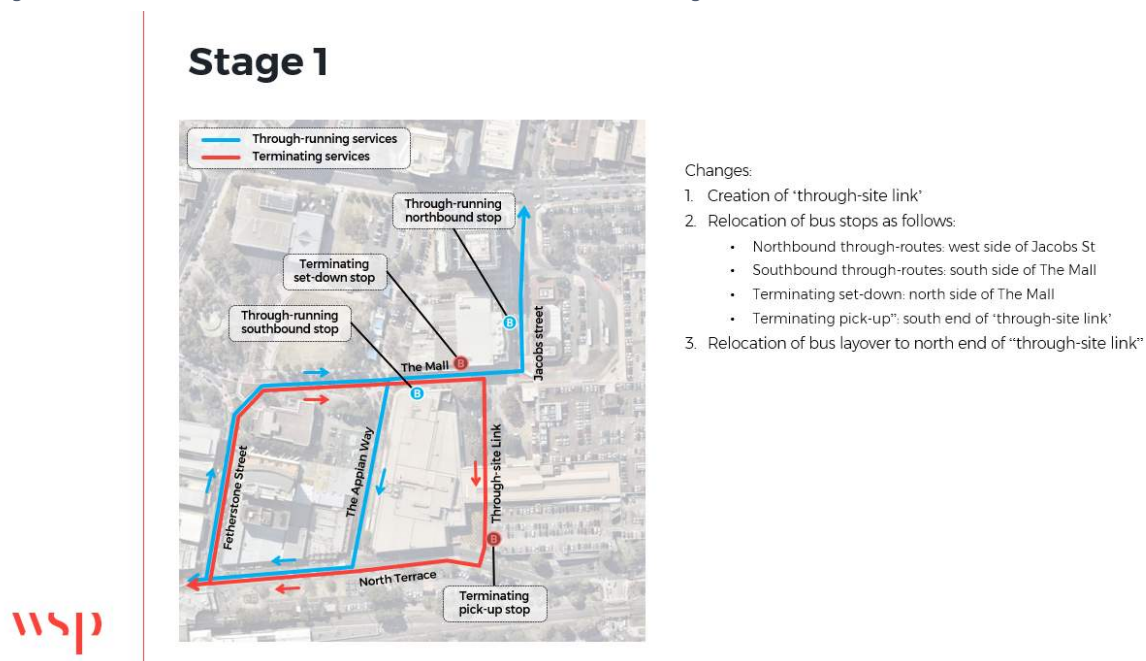 Stage 1
Through-running services
Terminating services
Through-running
northbound stop
Terminating
set-down stop
Through-running
southbound stop
The Mall
B
B
B
Jacobs street
Fetherstone Street
The Appian Way
Through-site Link
B
North Terrace
Terminating
pick-up stop
Changes:
1. Creation of ‘through-site link’
2. Relocation of bus stops as follows:
• Northbound through-routes: west side of Jacobs St
• Southbound through-routes: south side of The Mall
• Terminating set-down: north side of The Mall
• Terminating pick-up”: south end of ‘through-site link’
3. Relocation of bus layover to north end of “through-site link”
wsp